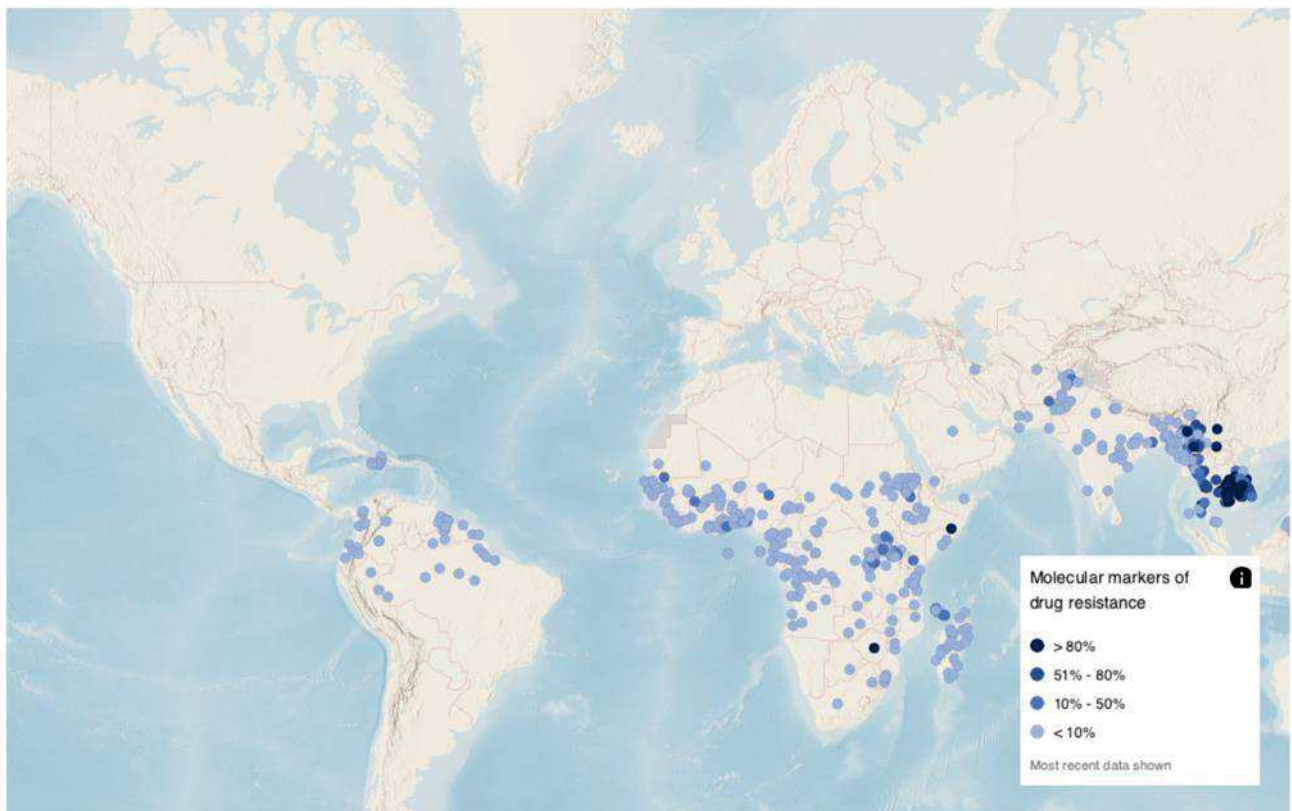 Molecular markers of
drug resistance
> 80%
51% - 80%
10% - 50%
< 10%
Most recent data shown